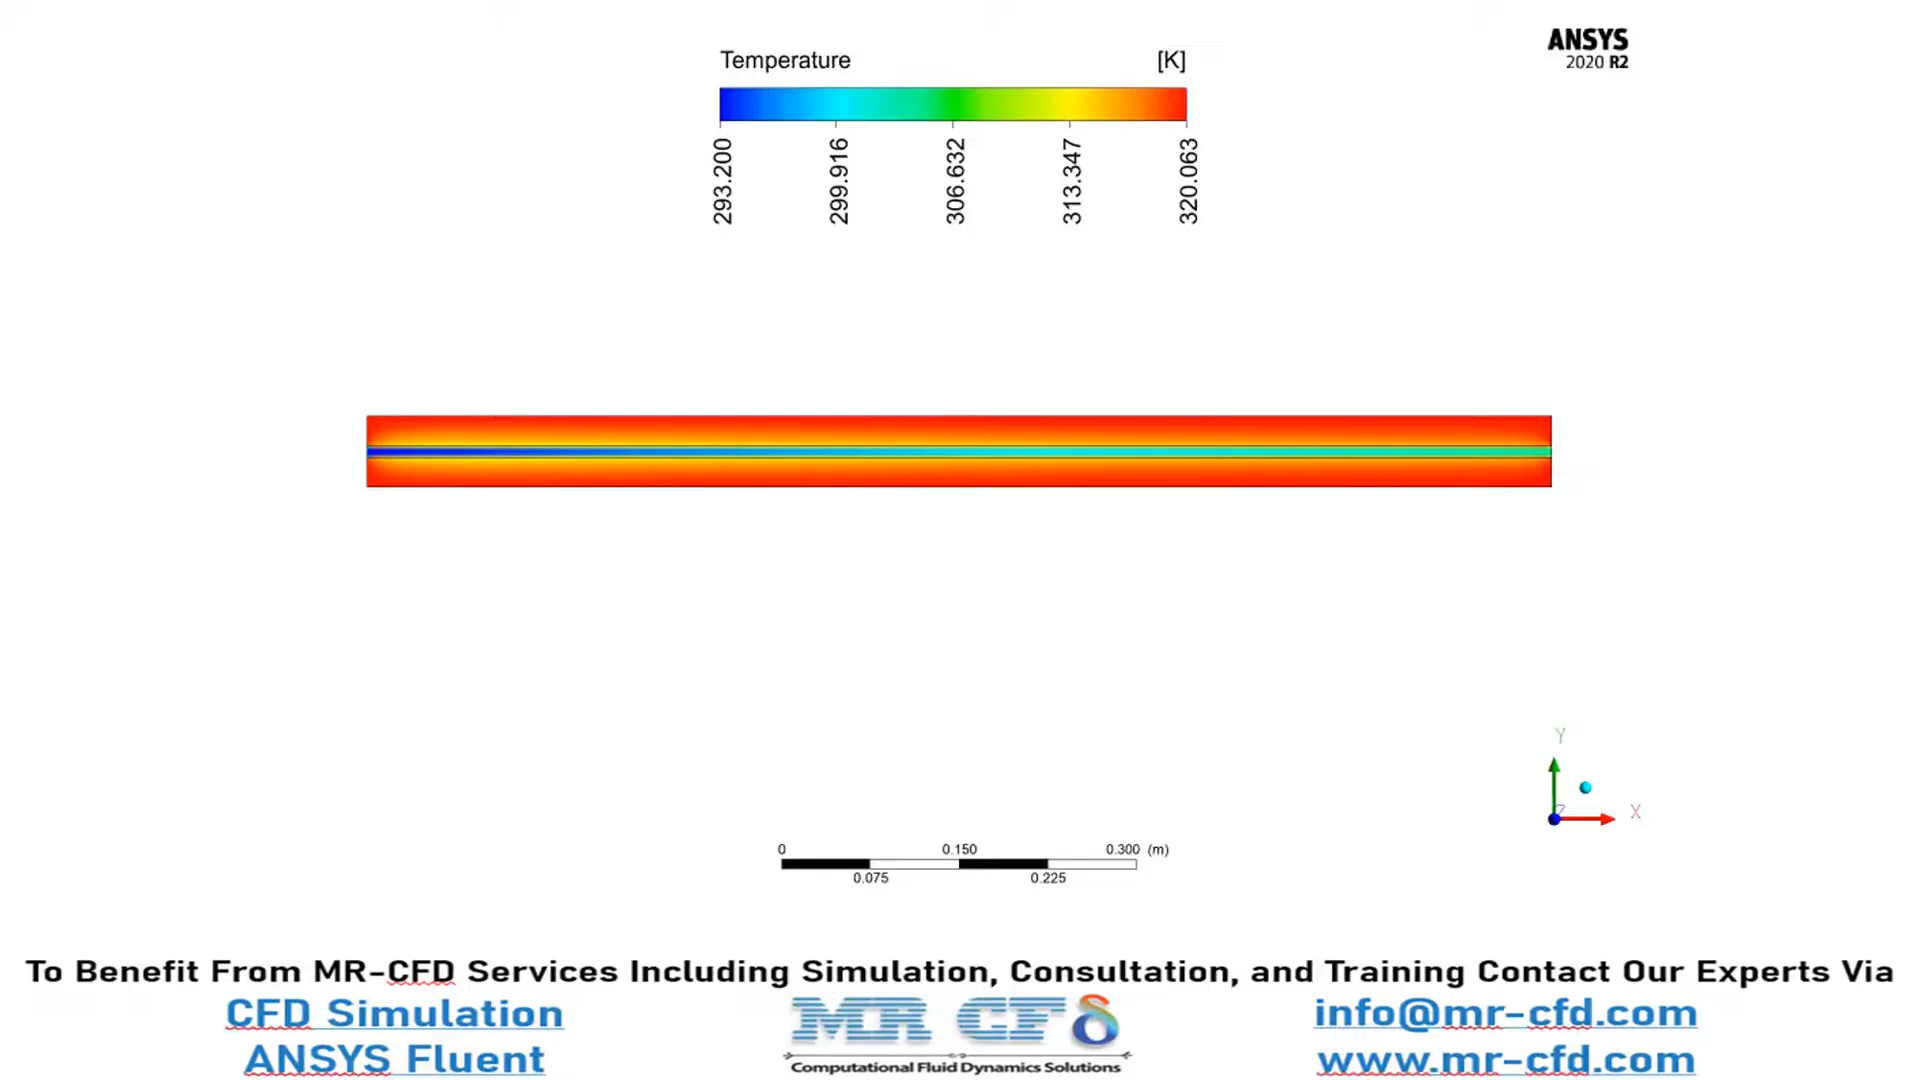 ANSYS
2020 R2
Temperature [K]
293.200 299.916 306.632 313.347 320.063
Y
Z X
0 0.150 0.300 (m)
0.075 0.225
To Benefit From MR-CFD Services Including Simulation, Consultation, and Training Contact Our Experts Via
CFD Simulation
ANSYS Fluent
MR CFδ
Computational Fluid Dynamics Solutions
info@mr-cfd.com
www.mr-cfd.com